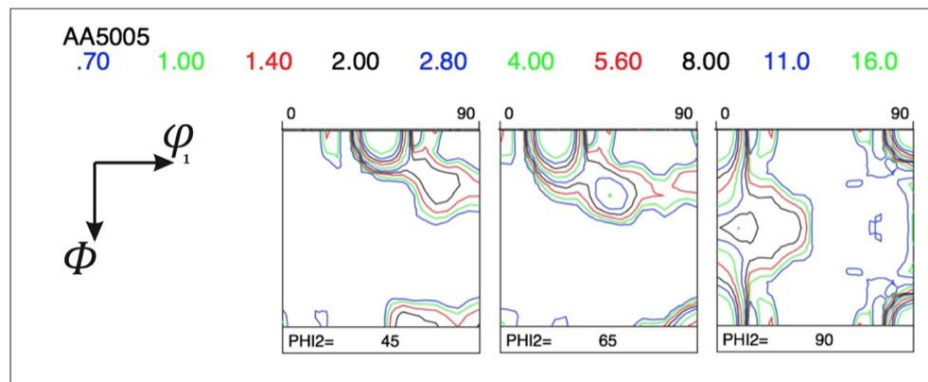 AA5005
.70 1.00 1.40 2.00 2.80 4.00 5.60 8.00 11.0 16.0
0 90 0 90 0 90
φ₁
Φ
PHI2= 45 PHI2= 65 PHI2= 90